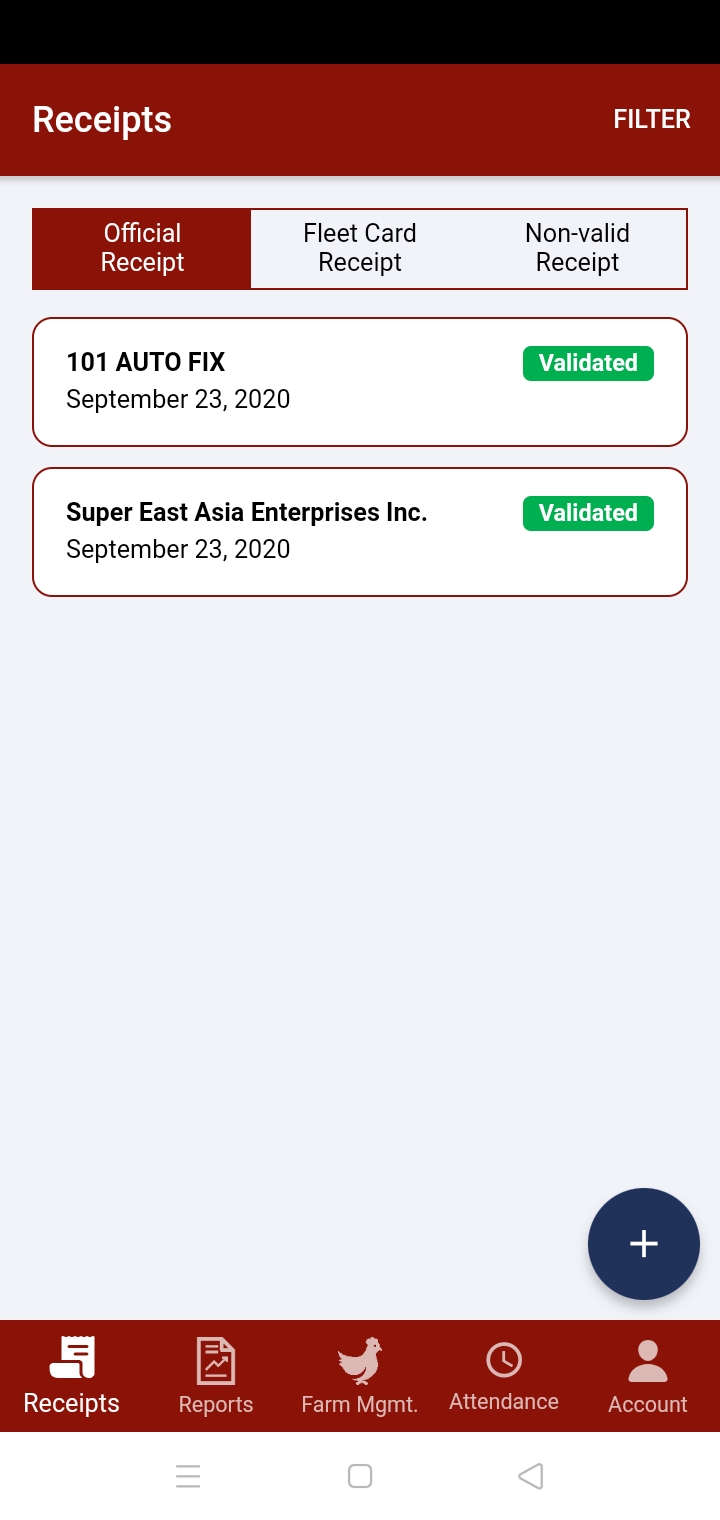 Receipts
FILTER
Official
Receipt
Fleet Card
Receipt
Non-valid
Receipt
101 AUTO FIX
Validated
September 23, 2020
Super East Asia Enterprises Inc.
Validated
September 23, 2020
Receipts
Reports
Farm Mgmt.
Attendance
Account